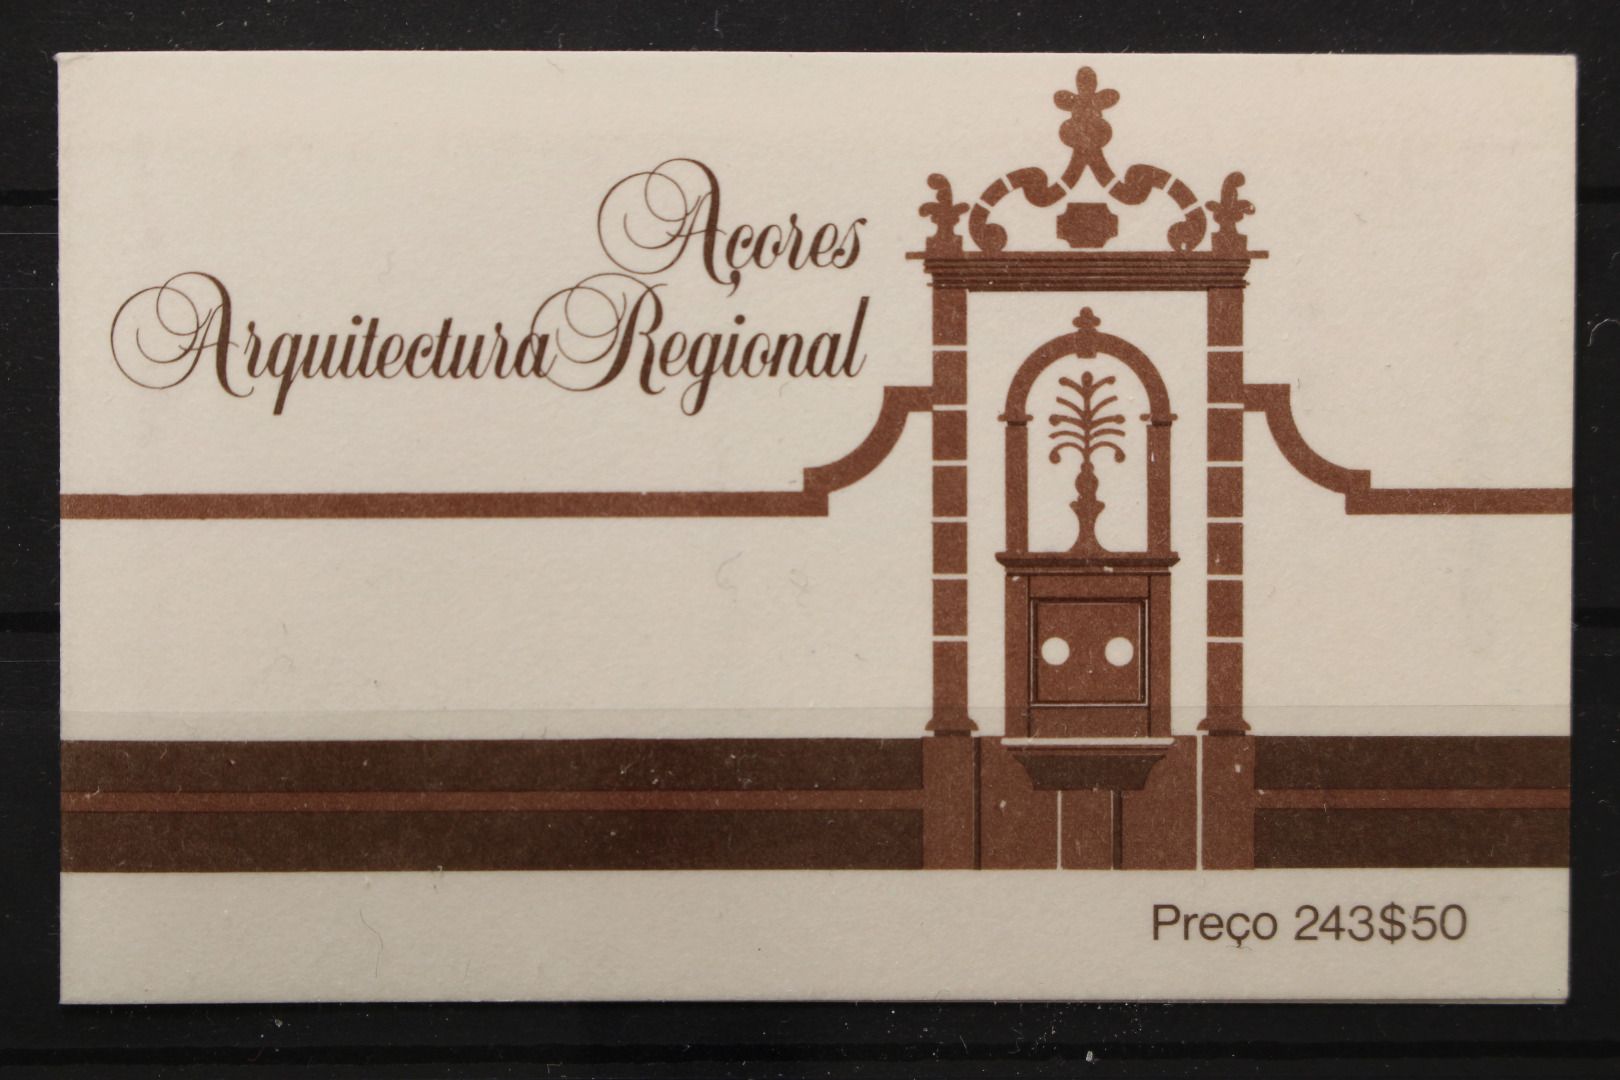 Açores
Arquitectura Regional
Preço 243$50